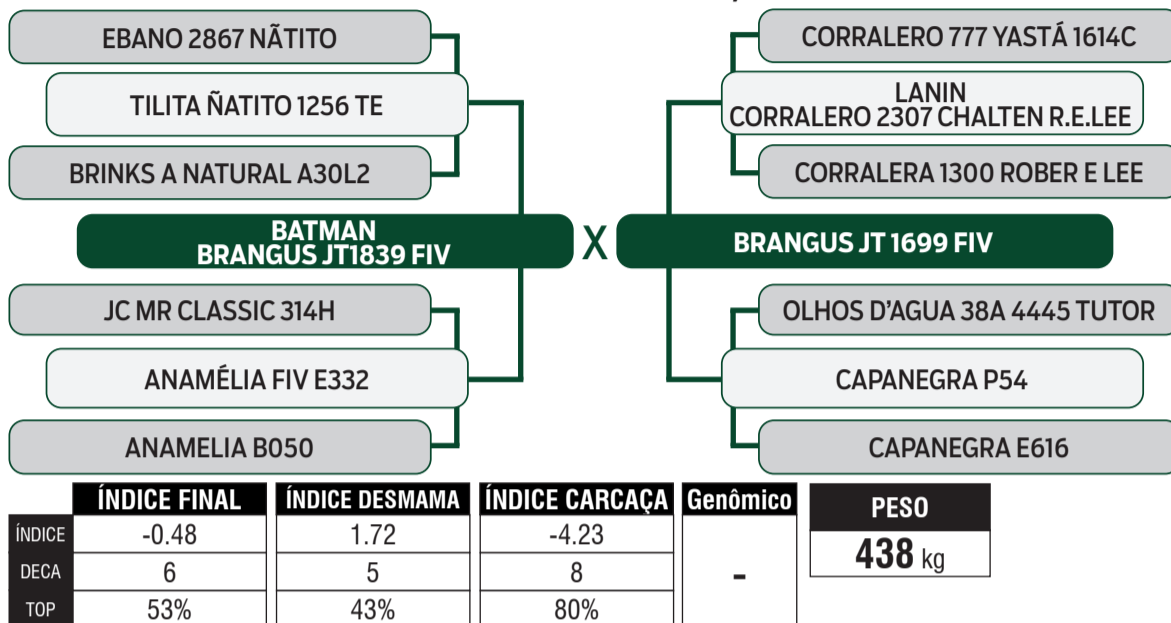 EBANO 2867 NÃTITO
CORRALERO 777 YASTÁ 1614C
TILITA ÑATITO 1256 TE
LANIN
CORRALERO 2307 CHALTEN R.E.LEE
BRINKS A NATURAL A30L2
CORRALERA 1300 ROBER E LEE
BATMAN
BRANGUS JT1839 FIV
X
BRANGUS JT 1699 FIV
JC MR CLASSIC 314H
OLHOS D'AGUA 38A 4445 TUTOR
ANAMÉLIA FIV E332
CAPANEGRA P54
ANAMELIA B050
CAPANEGRA E616
ÍNDICE FINAL ÍNDICE DESMAMA ÍNDICE CARCAÇA Genômico
ÍNDICE -0.48 1.72 -4.23
DECA 6 5 8 -
TOP 53% 43% 80%
PESO
438 kg